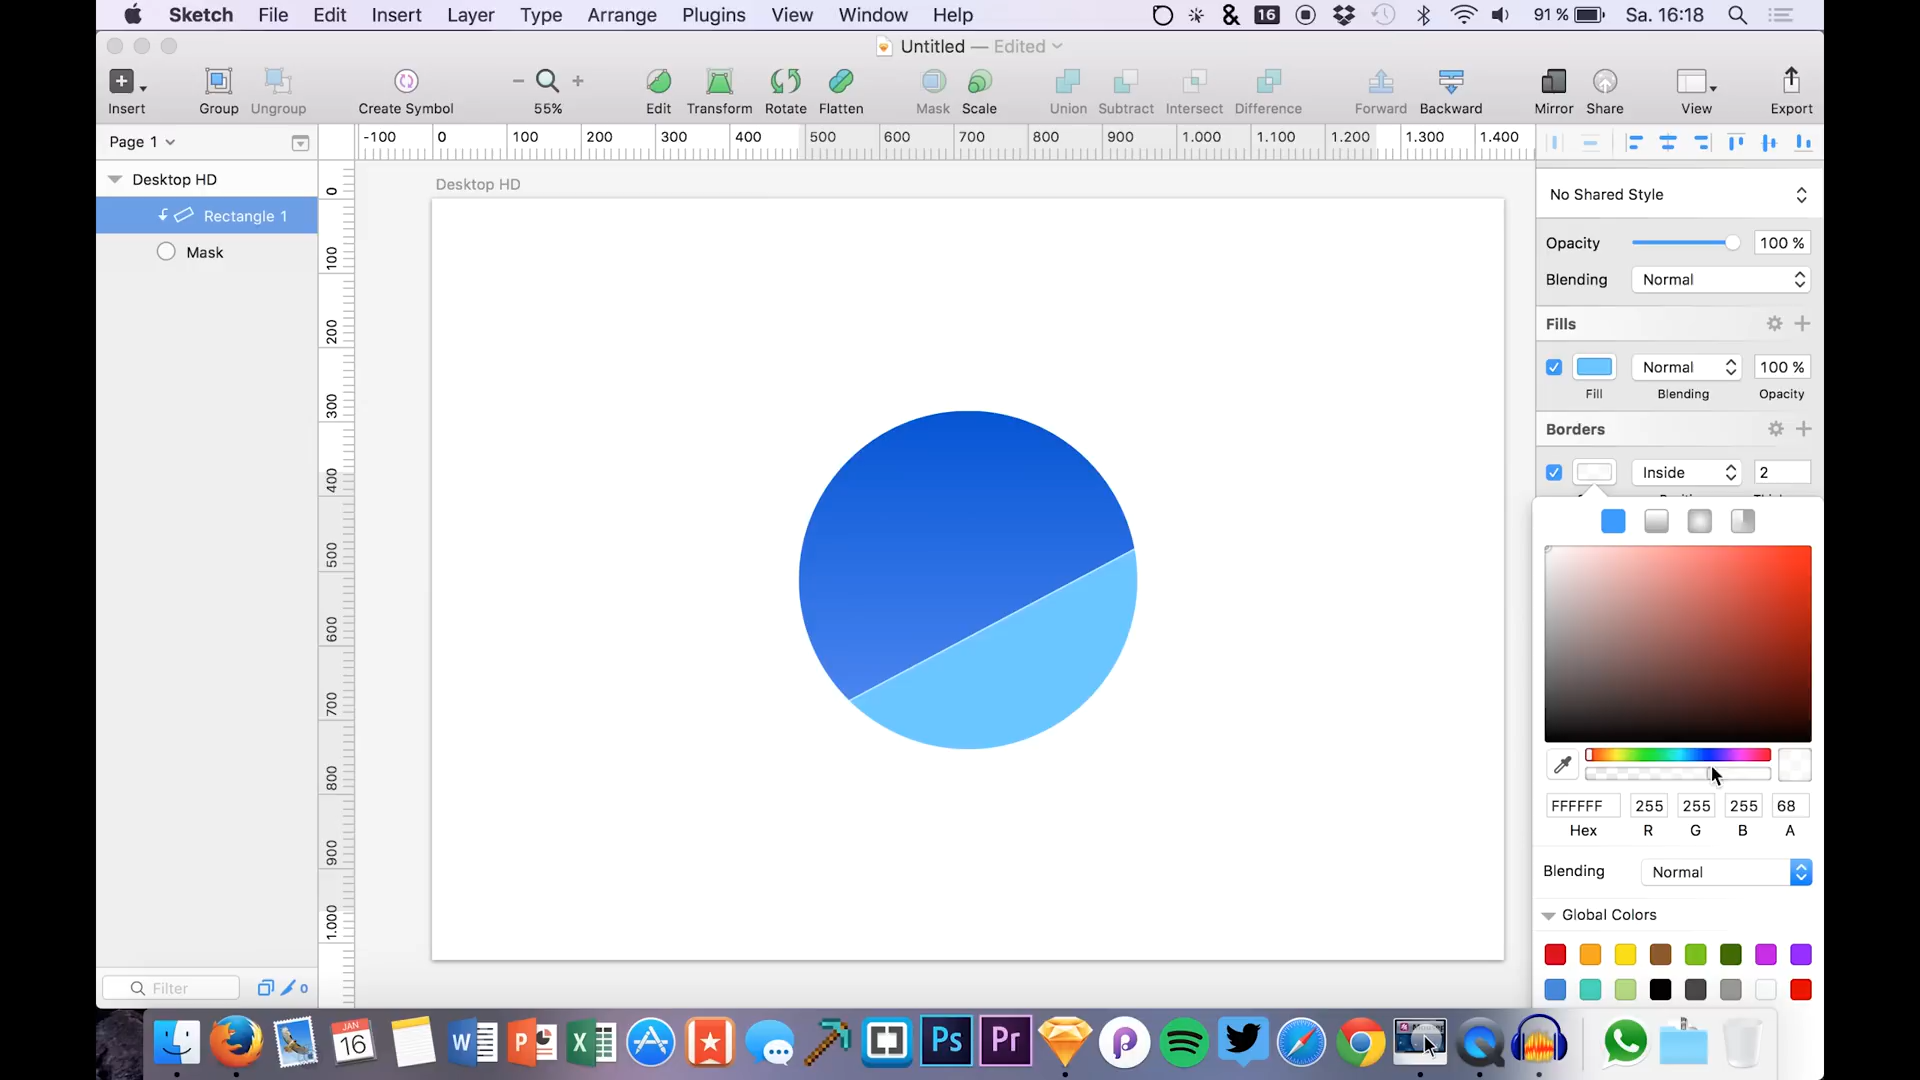 Sketch File Edit Insert Layer Type Arrange Plugins View Window Help 16 91 % Sa. 16:18
Untitled — Edited
Insert Group Ungroup Create Symbol 55% Edit Transform Rotate Flatten Mask Scale Union Subtract Intersect Difference Forward Backward Mirror Share View Export
Page 1
-100 0 100 200 300 400 500 600 700 800 900 1.000 1.100 1.200 1.300 1.400
Desktop HD
Rectangle 1
Mask
0
100
200
300
400
500
600
700
800
900
1.000
Desktop HD
No Shared Style
Opacity 100 %
Blending Normal
Fills
Normal 100 %
Fill Blending Opacity
Borders
Inside 2
FFFFFF 255 255 255 68
Hex R G B A
Blending Normal
Global Colors
Filter 0
JAN
16
W P X Ps Pr